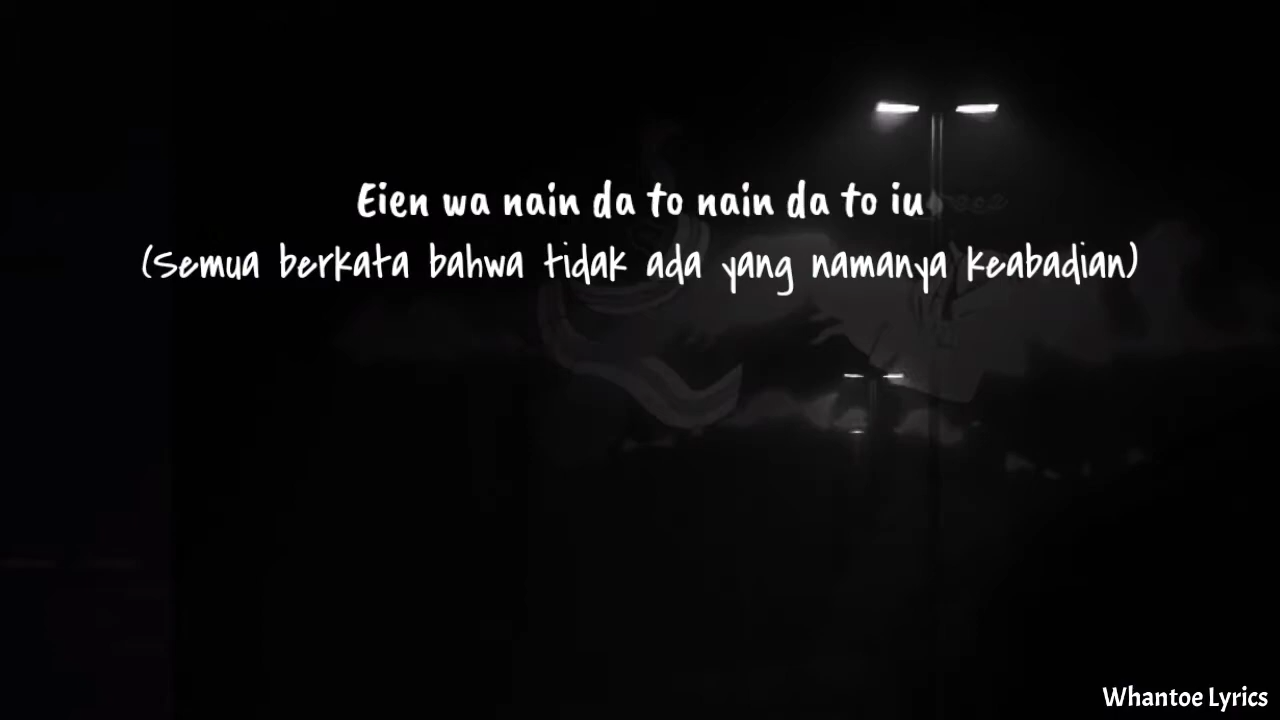 Eien wa nain da to nain da to iu
(Semua berkata bahwa tidak ada yang namanya keabadian)
Whantoe Lyrics